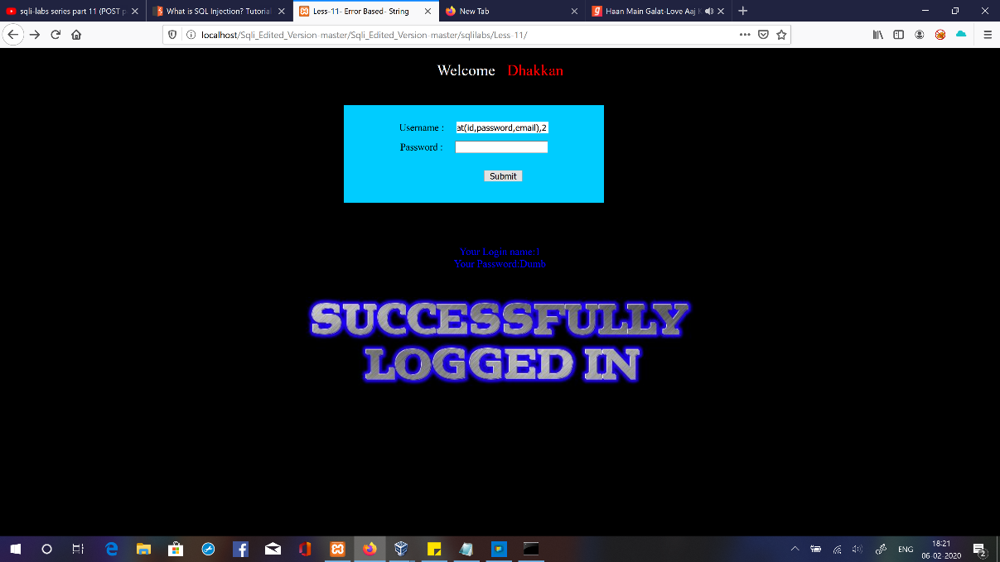 sqli-labs series part 11 (POST p
What is SQL Injection? Tutorial
Less-11- Error Based- String
New Tab
Haan Main Galat-Love Aaj K
localhost/Sqli_Edited_Version-master/Sqli_Edited_Version-master/sqlilabs/Less-11/
Welcome Dhakkan
Username : at(id,password,email),2
Password :
Submit
Your Login name:1
Your Password:Dumb
SUCCESSFULLY
LOGGED IN
ENG
18:21
06-02-2020
2